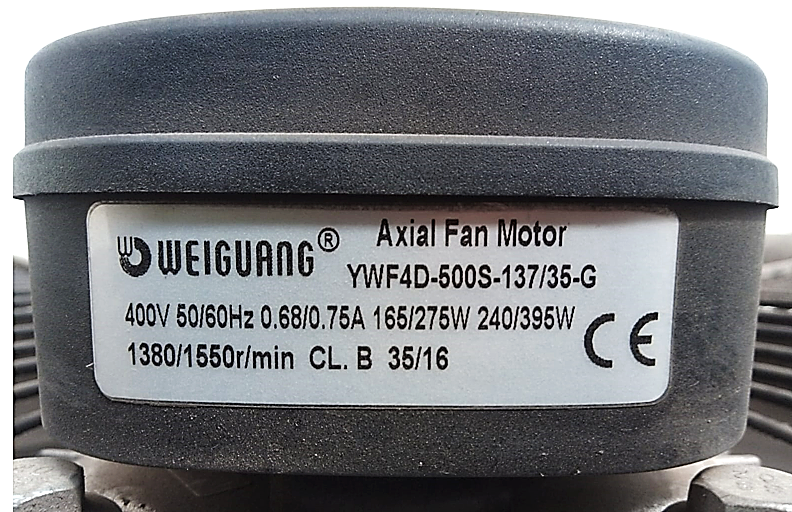 WEIGUANG® Axial Fan Motor
YWF4D-500S-137/35-G
400V 50/60Hz 0.68/0.75A 165/275W 240/395W
1380/1550r/min CL. B 35/16
CE